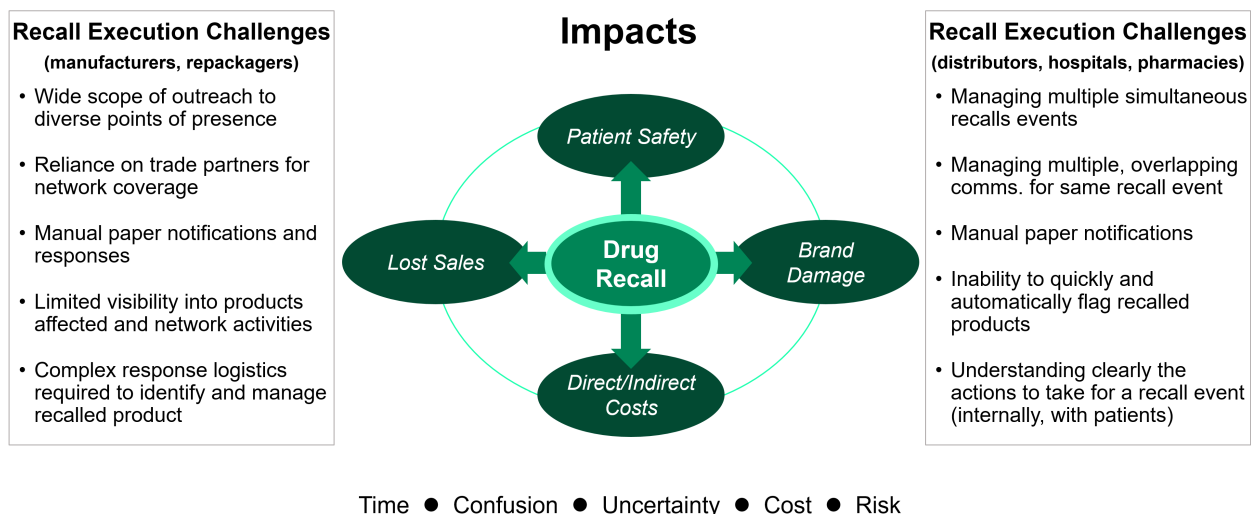 Recall Execution Challenges
(manufacturers, repackagers)
• Wide scope of outreach to
diverse points of presence
• Reliance on trade partners for
network coverage
• Manual paper notifications and
responses
• Limited visibility into products
affected and network activities
• Complex response logistics
required to identify and manage
recalled product
Impacts
Patient Safety
Lost Sales
Drug
Recall
Brand
Damage
Direct/Indirect
Costs
Recall Execution Challenges
(distributors, hospitals, pharmacies)
• Managing multiple simultaneous
recalls events
• Managing multiple, overlapping
comms. for same recall event
• Manual paper notifications
• Inability to quickly and
automatically flag recalled
products
• Understanding clearly the
actions to take for a recall event
(internally, with patients)
Time ● Confusion ● Uncertainty ● Cost ● Risk